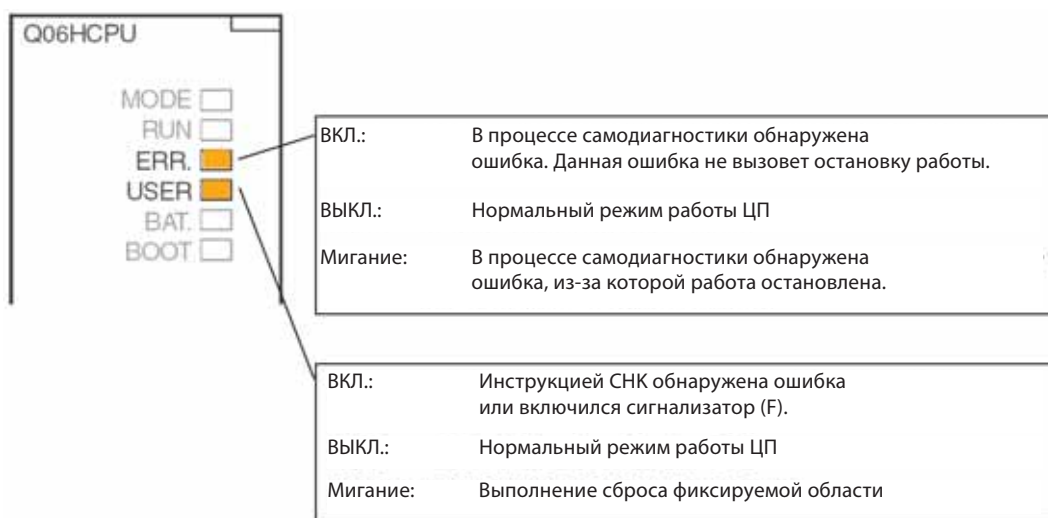 Q06HCPU
MODE
RUN
ERR.
USER
BAT.
BOOT
ВКЛ.: В процессе самодиагностики обнаружена
ошибка. Данная ошибка не вызовет остановку работы.
ВЫКЛ.: Нормальный режим работы ЦП
Мигание: В процессе самодиагностики обнаружена
ошибка, из-за которой работа остановлена.
ВКЛ.: Инструкцией CHK обнаружена ошибка
или включился сигнализатор (F).
ВЫКЛ.: Нормальный режим работы ЦП
Мигание: Выполнение сброса фиксируемой области